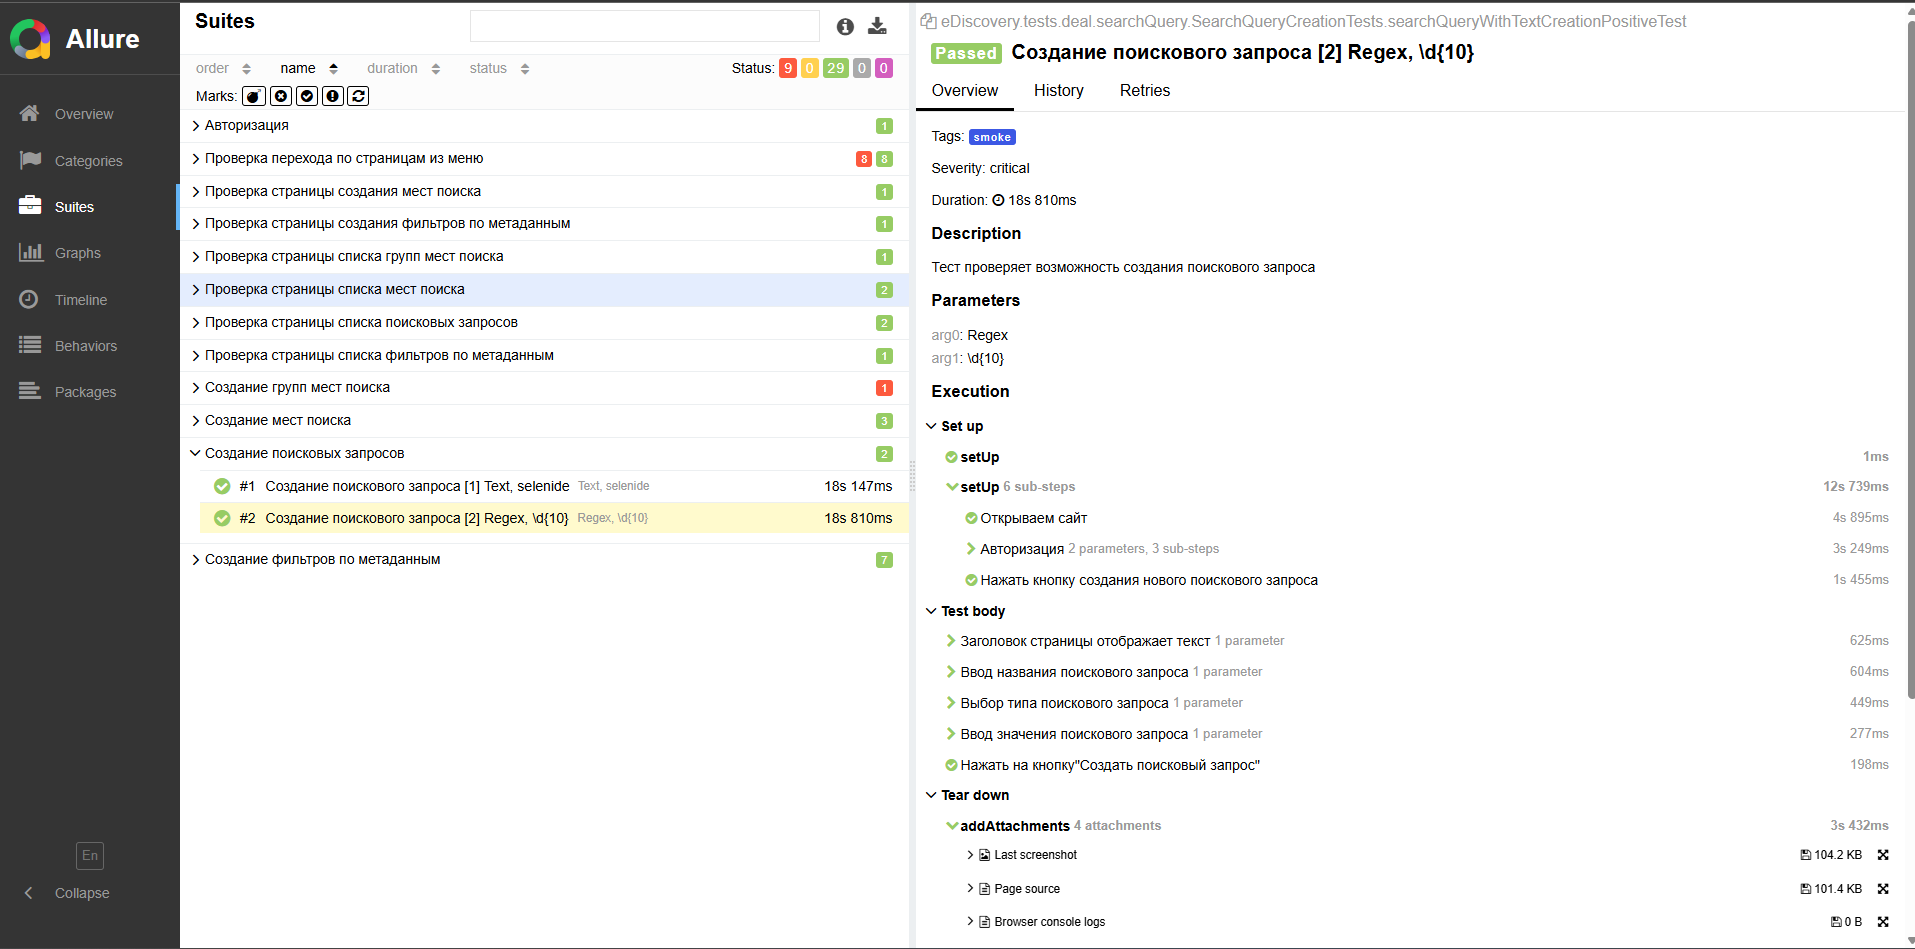 Allure
Overview
Categories
Suites
Graphs
Timeline
Behaviors
Packages
En
Collapse
Suites
order name duration status Status: 9 0 29 0 0
Marks:
Авторизация 1
Проверка перехода по страницам из меню 8 8
Проверка страницы создания мест поиска 1
Проверка страницы создания фильтров по метаданным 1
Проверка страницы списка групп мест поиска 1
Проверка страницы списка мест поиска 2
Проверка страницы списка поисковых запросов 2
Проверка страницы списка фильтров по метаданным 1
Создание групп мест поиска 1
Создание мест поиска 3
Создание поисковых запросов 2
#1 Создание поискового запроса [1] Text, selenide Text, selenide 18s 147ms
#2 Создание поискового запроса [2] Regex, \d{10} Regex, \d{10} 18s 810ms
Создание фильтров по метаданным 7
eDiscovery.tests.deal.searchQuery.SearchQueryCreationTests.searchQueryWithTextCreationPositiveTest
Passed Создание поискового запроса [2] Regex, \d{10}
Overview History Retries
Tags: smoke
Severity: critical
Duration: 18s 810ms
Description
Тест проверяет возможность создания поискового запроса
Parameters
arg0: Regex
arg1: \d{10}
Execution
Set up
setUp 1ms
setUp 6 sub-steps 12s 739ms
Открываем сайт 4s 895ms
Авторизация 2 parameters, 3 sub-steps 3s 249ms
Нажать кнопку создания нового поискового запроса 1s 455ms
Test body
Заголовок страницы отображает текст 1 parameter 625ms
Ввод названия поискового запроса 1 parameter 604ms
Выбор типа поискового запроса 1 parameter 449ms
Ввод значения поискового запроса 1 parameter 277ms
Нажать на кнопку"Создать поисковый запрос" 198ms
Tear down
addAttachments 4 attachments 3s 432ms
Last screenshot 104.2 KB
Page source 101.4 KB
Browser console logs 0 B